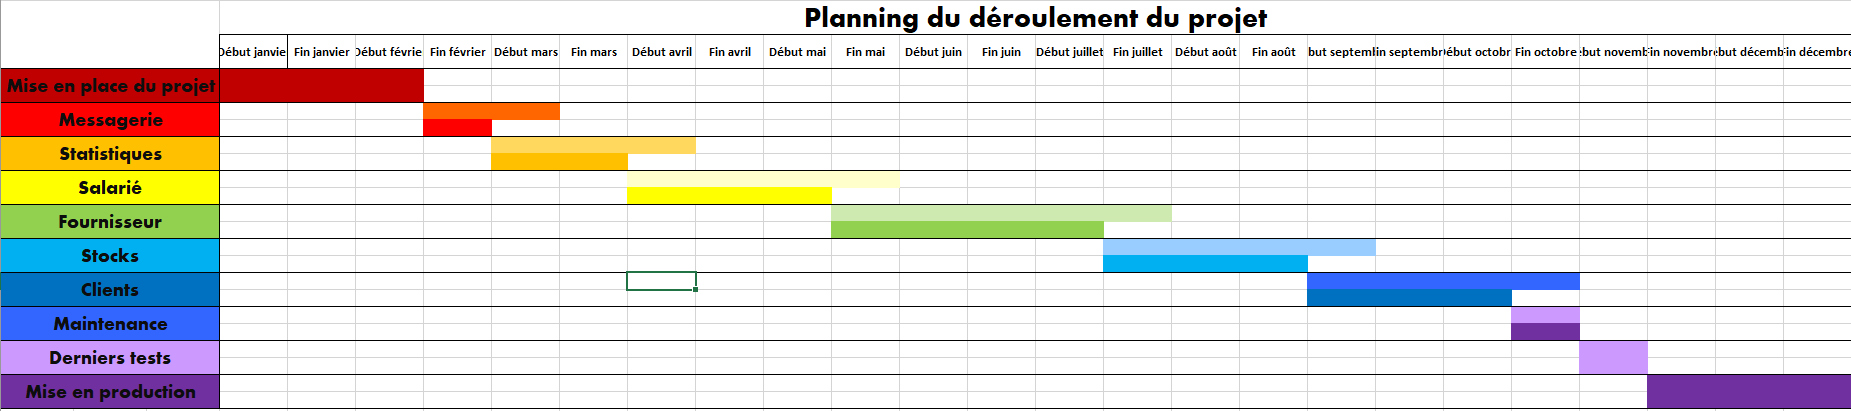 Planning du déroulement du projet
Début janvie Fin janvier Début févrie Fin février Début mars Fin mars Début avril Fin avril Début mai Fin mai Début juin Fin juin Début juillet Fin juillet Début août Fin août but septemb in septembr ébut octobr Fin octobre but novemb in novembre but décemb in décembre
Mise en place du projet
Messagerie
Statistiques
Salarié
Fournisseur
Stocks
Clients
Maintenance
Derniers tests
Mise en production